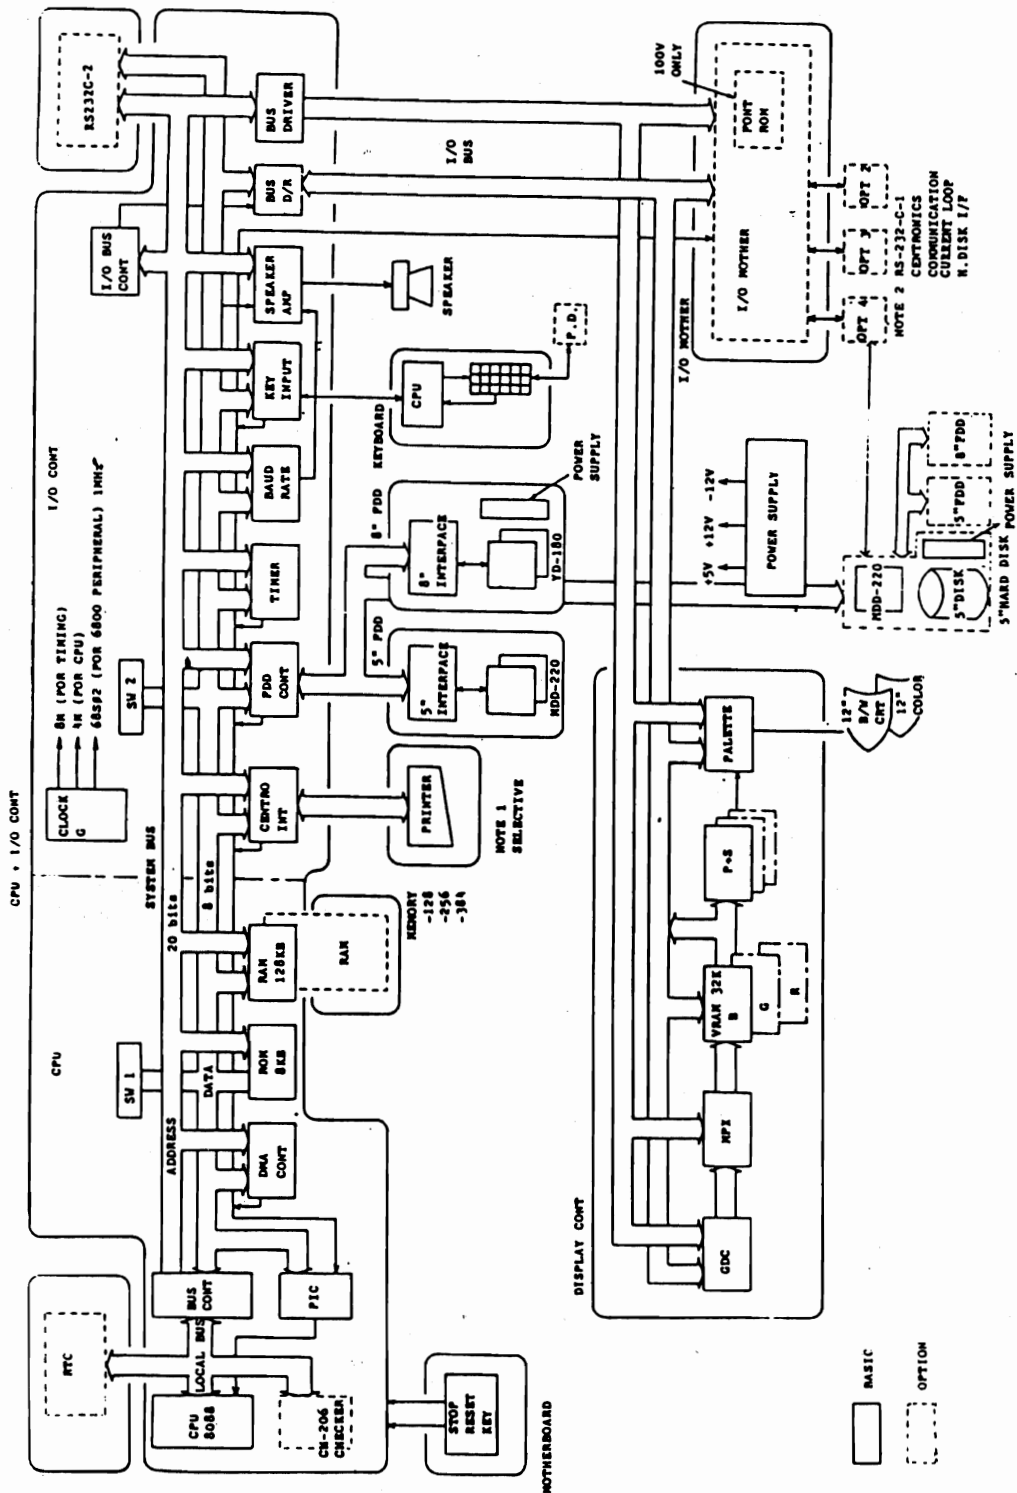 CPU + I/O CONT
CPU
I/O CONT
RTC
RS232C-2
SW 1
SW 2
CLOCK
G
8M (FOR TIMING)
4M (FOR CPU)
68S∅2 (FOR 6800 PERIPHERAL) 1MHz
I/O BUS
CONT
SYSTEM BUS
ADDRESS
20 bits
DATA
8 bits
LOCAL BUS
CPU
8088
BUS
CONT
CH-206
CHECKER
PIC
DMA
CONT
ROM
8KB
RAM
128KB
RAM
CENTRO
INT
FDD
CONT
TIMER
BAUD
RATE
KEY
INPUT
SPEAKER
AMP
BUS
D/R
BUS
DRIVER
STOP
RESET
KEY
MOTHERBOARD
MEMORY
-128
-256
-384
PRINTER
NOTE 1
SELECTIVE
5" FDD
5"
INTERFACE
MDD-220
8" FDD
8"
INTERFACE
YD-180
POWER
SUPPLY
KEYBOARD
CPU
P.D.
SPEAKER
I/O
BUS
DISPLAY CONT
GDC
MPX
VRAM 32K
B
G
R
P→S
PALETTE
12"
B/W
CRT
12"
COLOR
+5V
+12V
-12V
POWER SUPPLY
I/O MOTHER
I/O MOTHER
100V
ONLY
FONT
ROM
OPT 4
OPT 3
OPT 2
NOTE 2 RS-232-C-1
CENTRONICS
COMMUNICATION
CURRENT LOOP
H.DISK I/F
MDD-220
5"DISK
5"FDD
8"FDD
5"HARD DISK
POWER SUPPLY
BASIC
OPTION